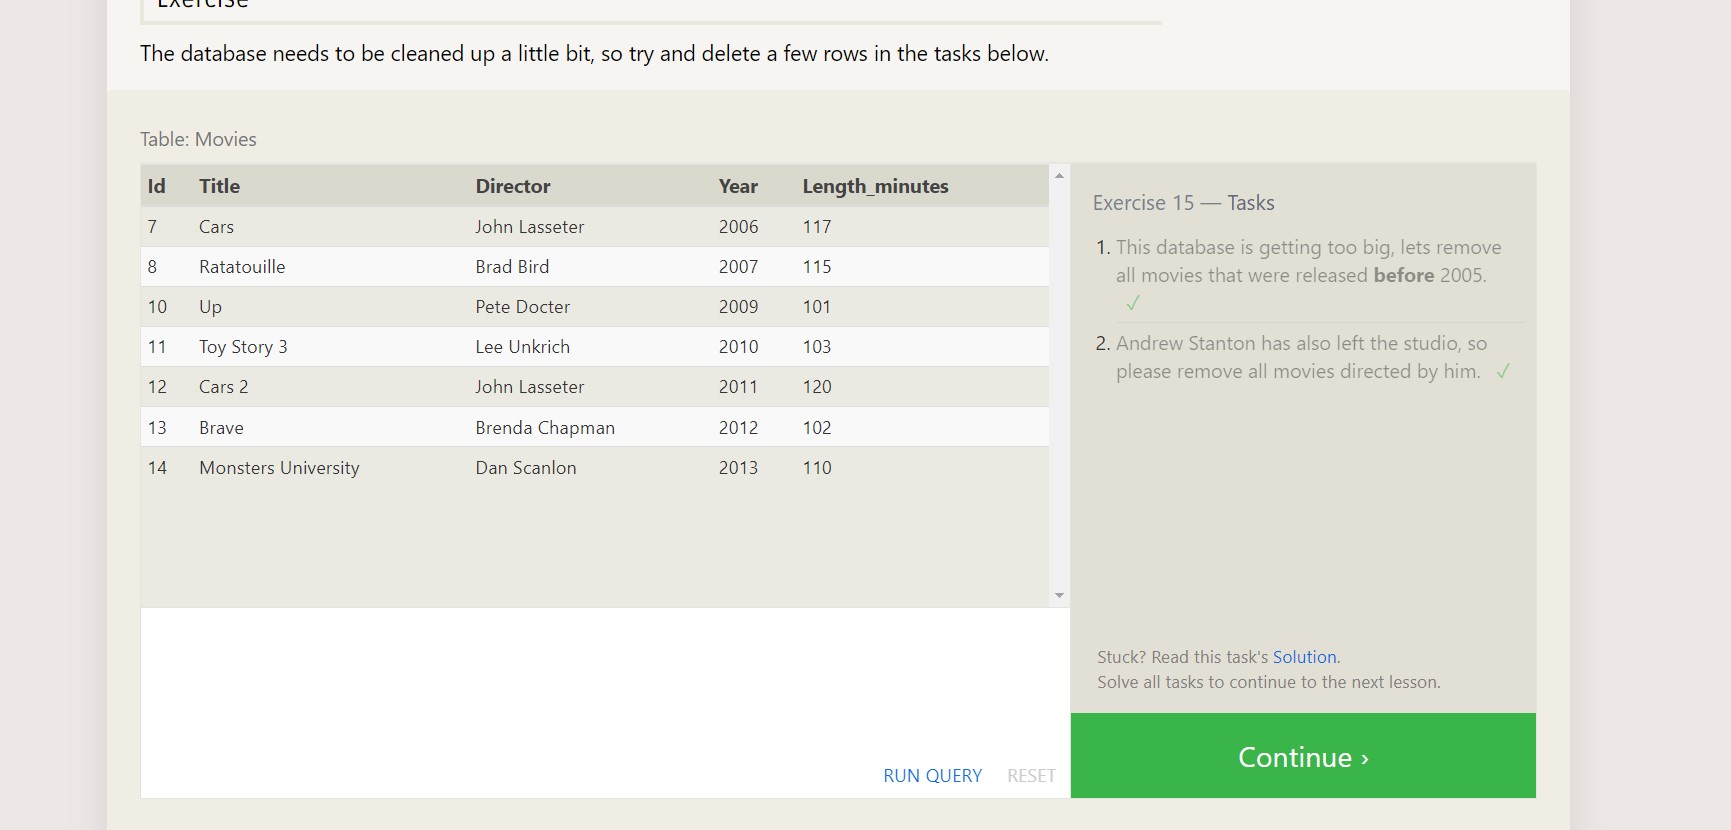 Exercise
The database needs to be cleaned up a little bit, so try and delete a few rows in the tasks below.
Table: Movies
Id Title Director Year Length_minutes
7 Cars John Lasseter 2006 117
8 Ratatouille Brad Bird 2007 115
10 Up Pete Docter 2009 101
11 Toy Story 3 Lee Unkrich 2010 103
12 Cars 2 John Lasseter 2011 120
13 Brave Brenda Chapman 2012 102
14 Monsters University Dan Scanlon 2013 110
RUN QUERY RESET
Exercise 15 — Tasks
1. This database is getting too big, lets remove
all movies that were released before 2005.
✓
2. Andrew Stanton has also left the studio, so
please remove all movies directed by him. ✓
Stuck? Read this task's Solution.
Solve all tasks to continue to the next lesson.
Continue ›